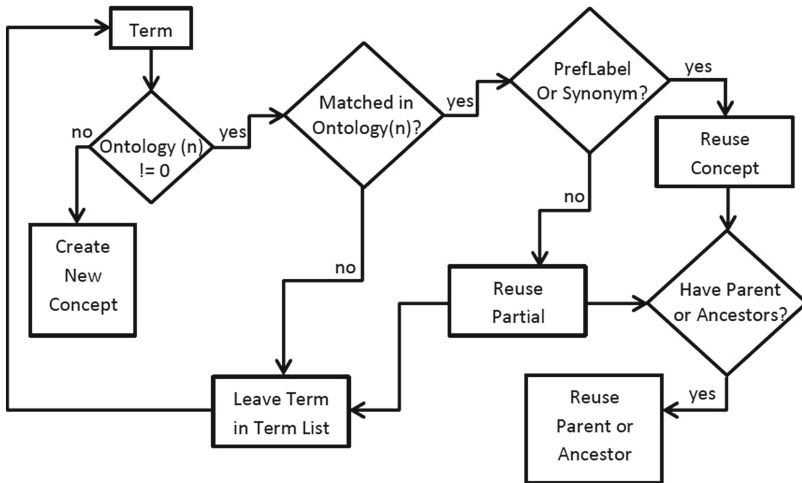 Term
Ontology (n)
!= 0
no
yes
Create
New
Concept
Matched in
Ontology(n)?
yes
no
PrefLabel
Or Synonym?
yes
no
Reuse
Concept
Reuse
Partial
Have Parent
or Ancestors?
yes
Leave Term
in Term List
Reuse
Parent or
Ancestor